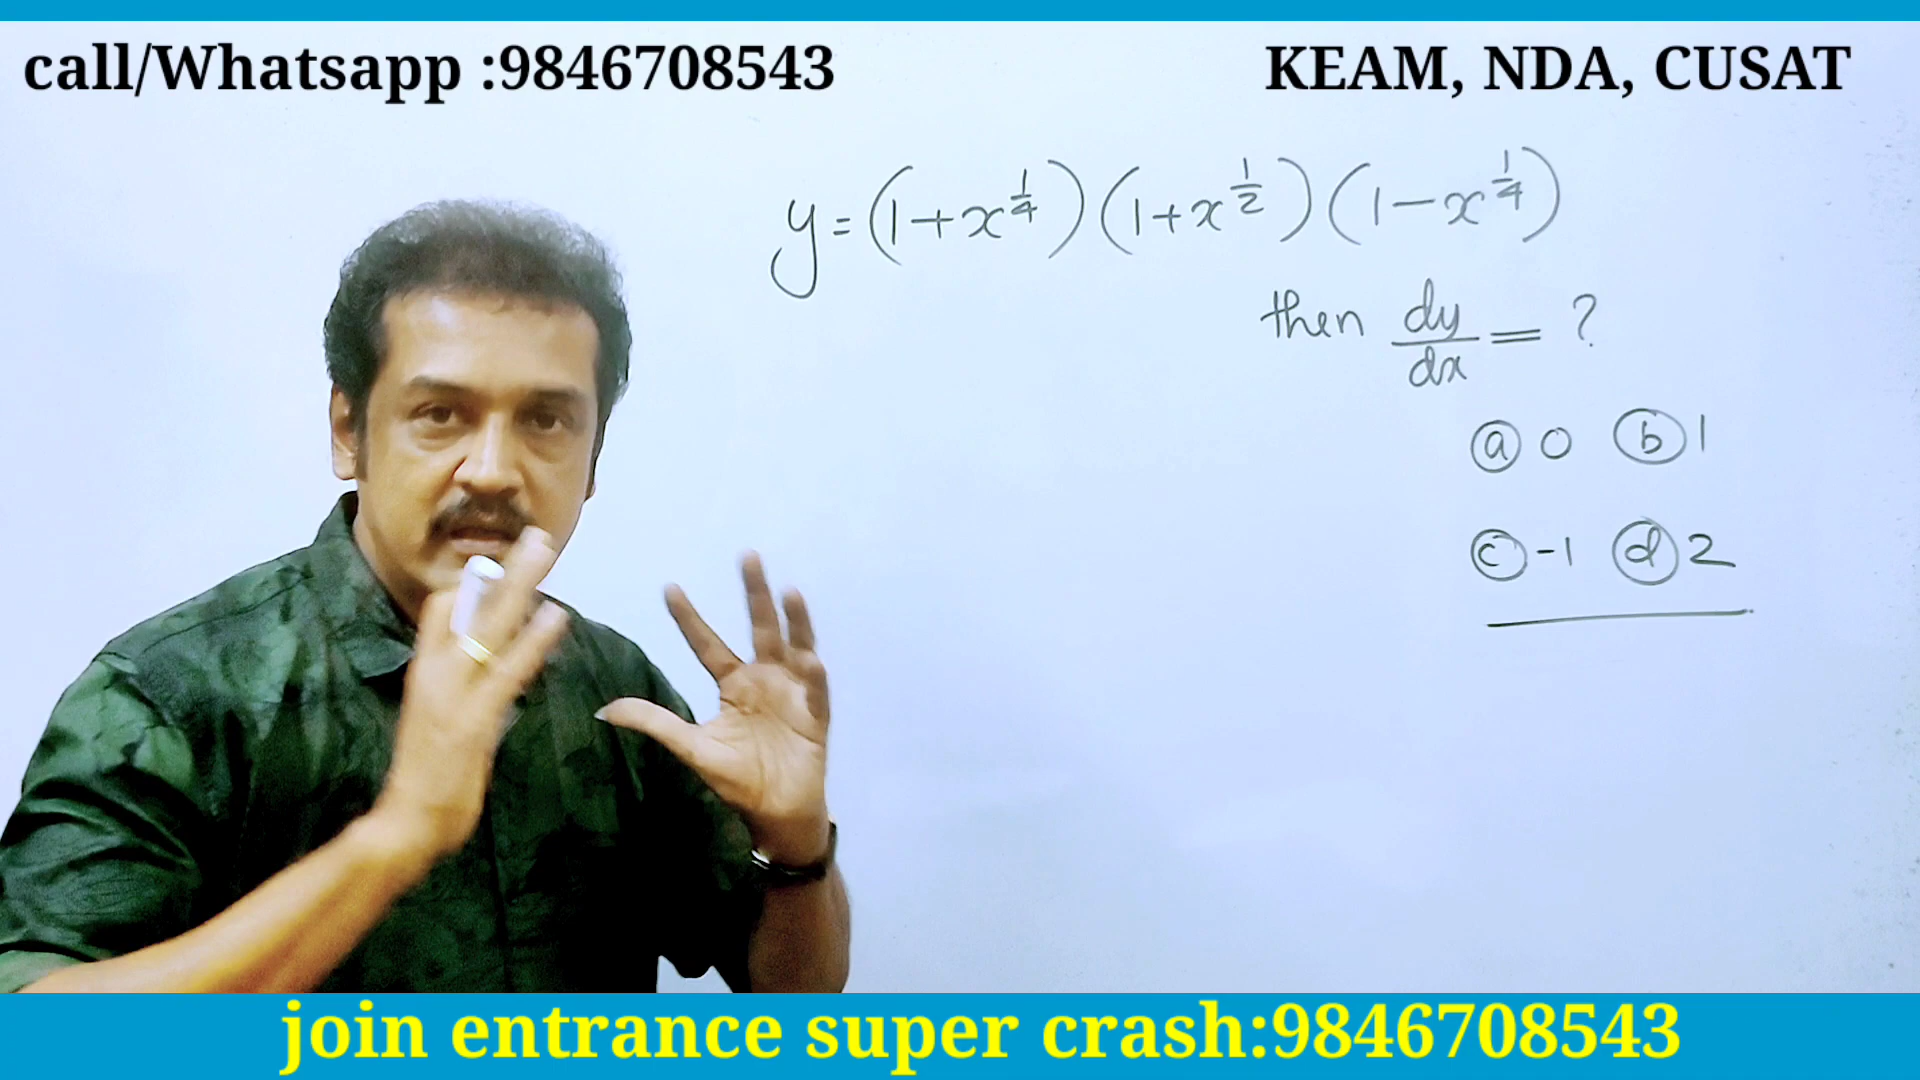 call/Whatsapp :9846708543
KEAM, NDA, CUSAT
y = (1 + x^{1/4}) (1 + x^{1/2}) (1 - x^{1/4})
then dy/dx = ?
ⓐ 0 ⓑ 1
ⓒ -1 ⓓ 2
join entrance super crash:9846708543